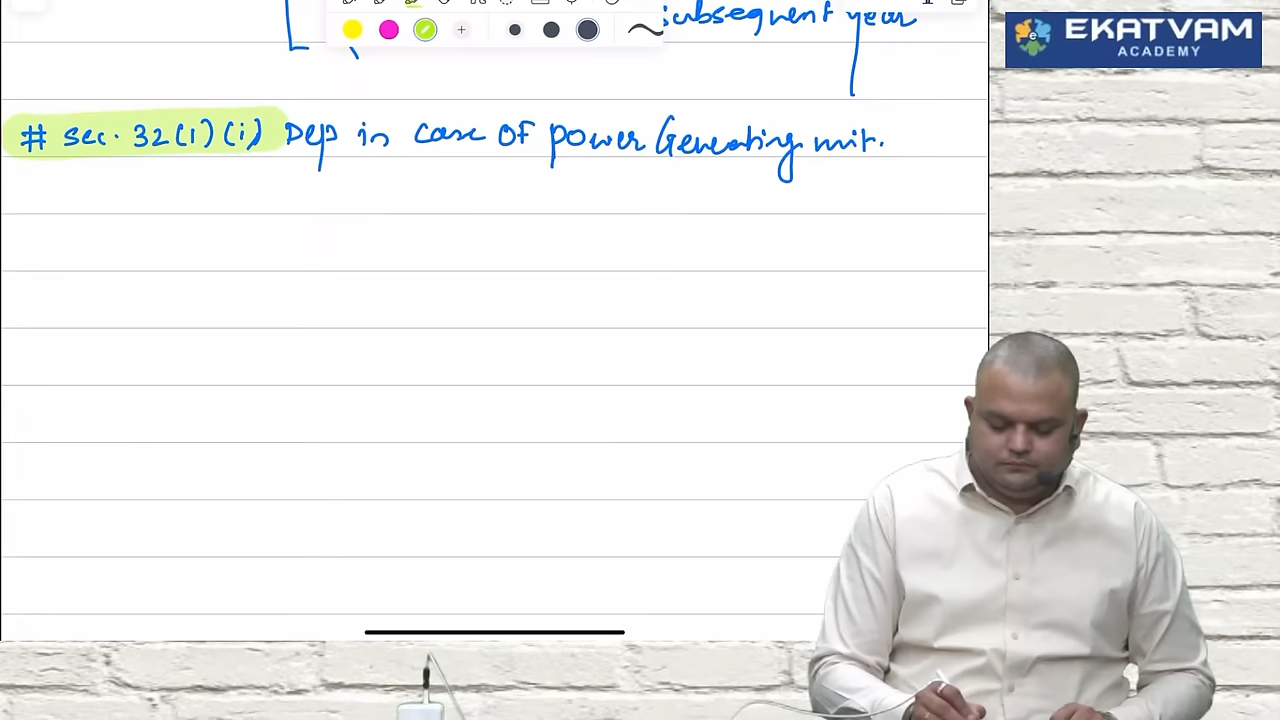 subsequent year
EKATVAM
ACADEMY
# sec. 32(1)(i) Dep in case of power Generating unit.